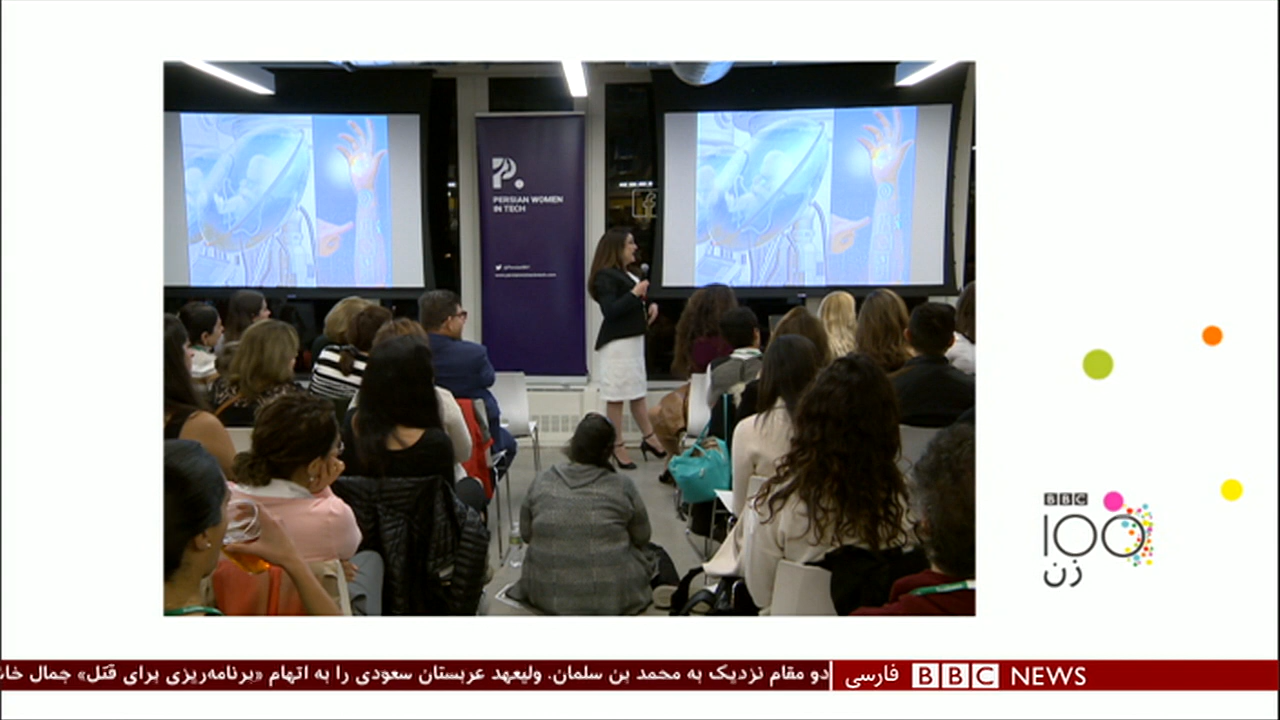 P.
PERSIAN WOMEN
IN TECH
BBC
100
زن
دو مقام نزدیک به محمد بن سلمان، ولیعهد عربستان سعودی را به اتهام «برنامه‌ریزی برای قتل» جمال
فارسی BBC NEWS